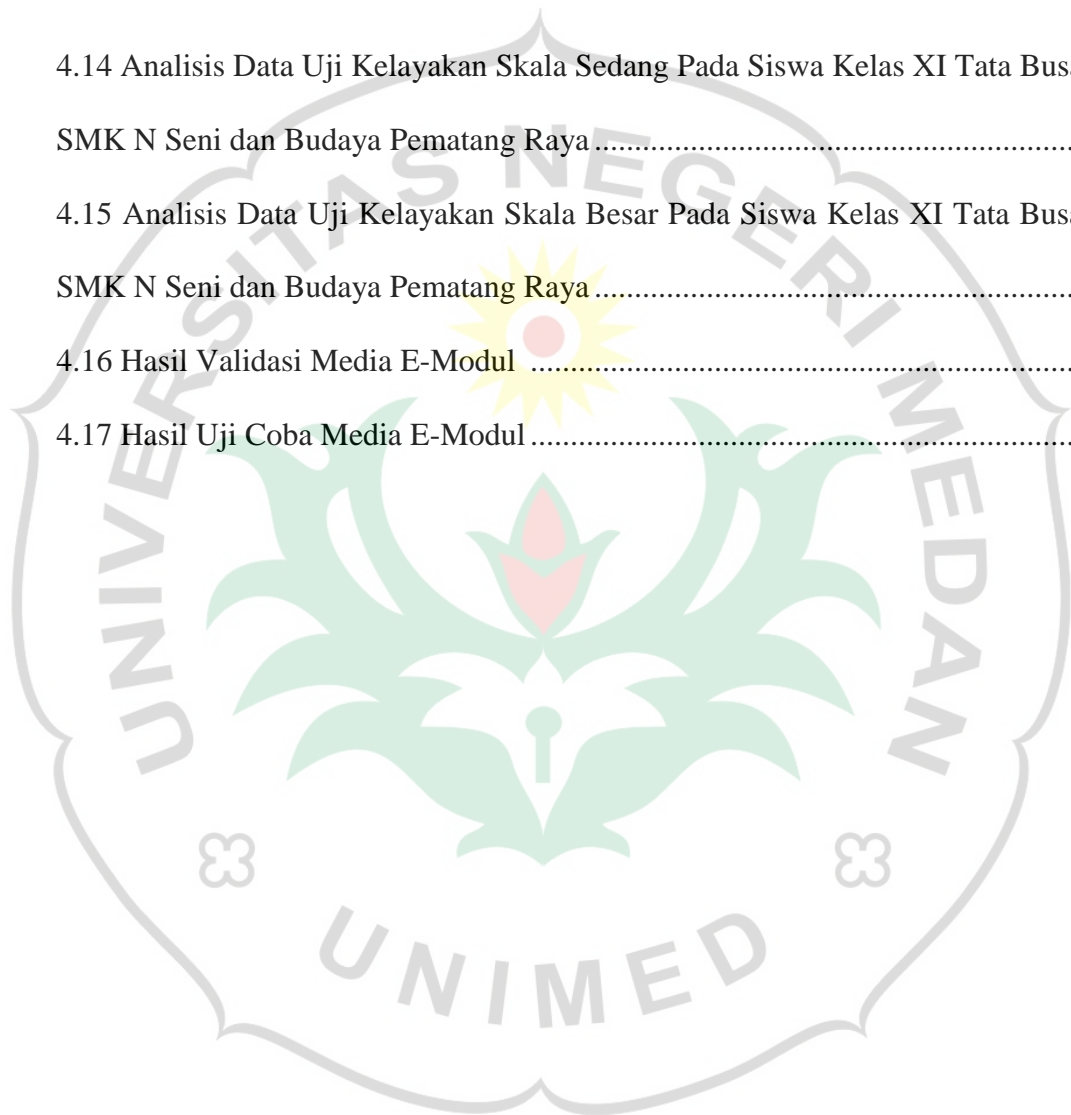 4.14 Analisis Data Uji Kelayakan Skala Sedang Pada Siswa Kelas XI Tata
SMK N Seni dan Budaya Pematang Raya ............................................................
4.15 Analisis Data Uji Kelayakan Skala Besar Pada Siswa Kelas XI Tata
SMK N Seni dan Budaya Pematang Raya ............................................................
4.16 Hasil Validasi Media E-Modul ....................................................................
4.17 Hasil Uji Coba Media E-Modul ....................................................................
UNIVERSITAS NEGERI MEDAN
UNIMED